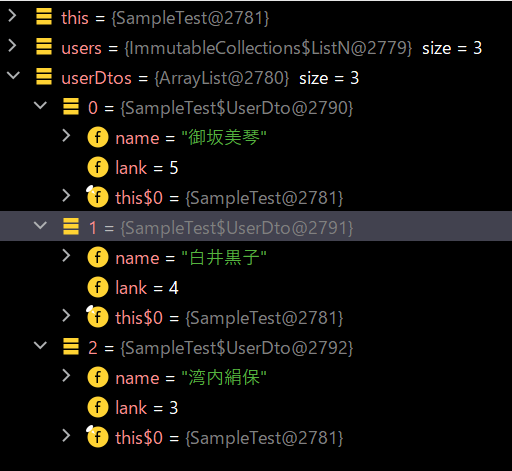 this = {SampleTest@2781}
users = {ImmutableCollections$ListN@2779} size = 3
userDtos = {ArrayList@2780} size = 3
0 = {SampleTest$UserDto@2790}
f name = "御坂美琴"
f lank = 5
f this$0 = {SampleTest@2781}
1 = {SampleTest$UserDto@2791}
f name = "白井黒子"
f lank = 4
f this$0 = {SampleTest@2781}
2 = {SampleTest$UserDto@2792}
f name = "湾内絹保"
f lank = 3
f this$0 = {SampleTest@2781}